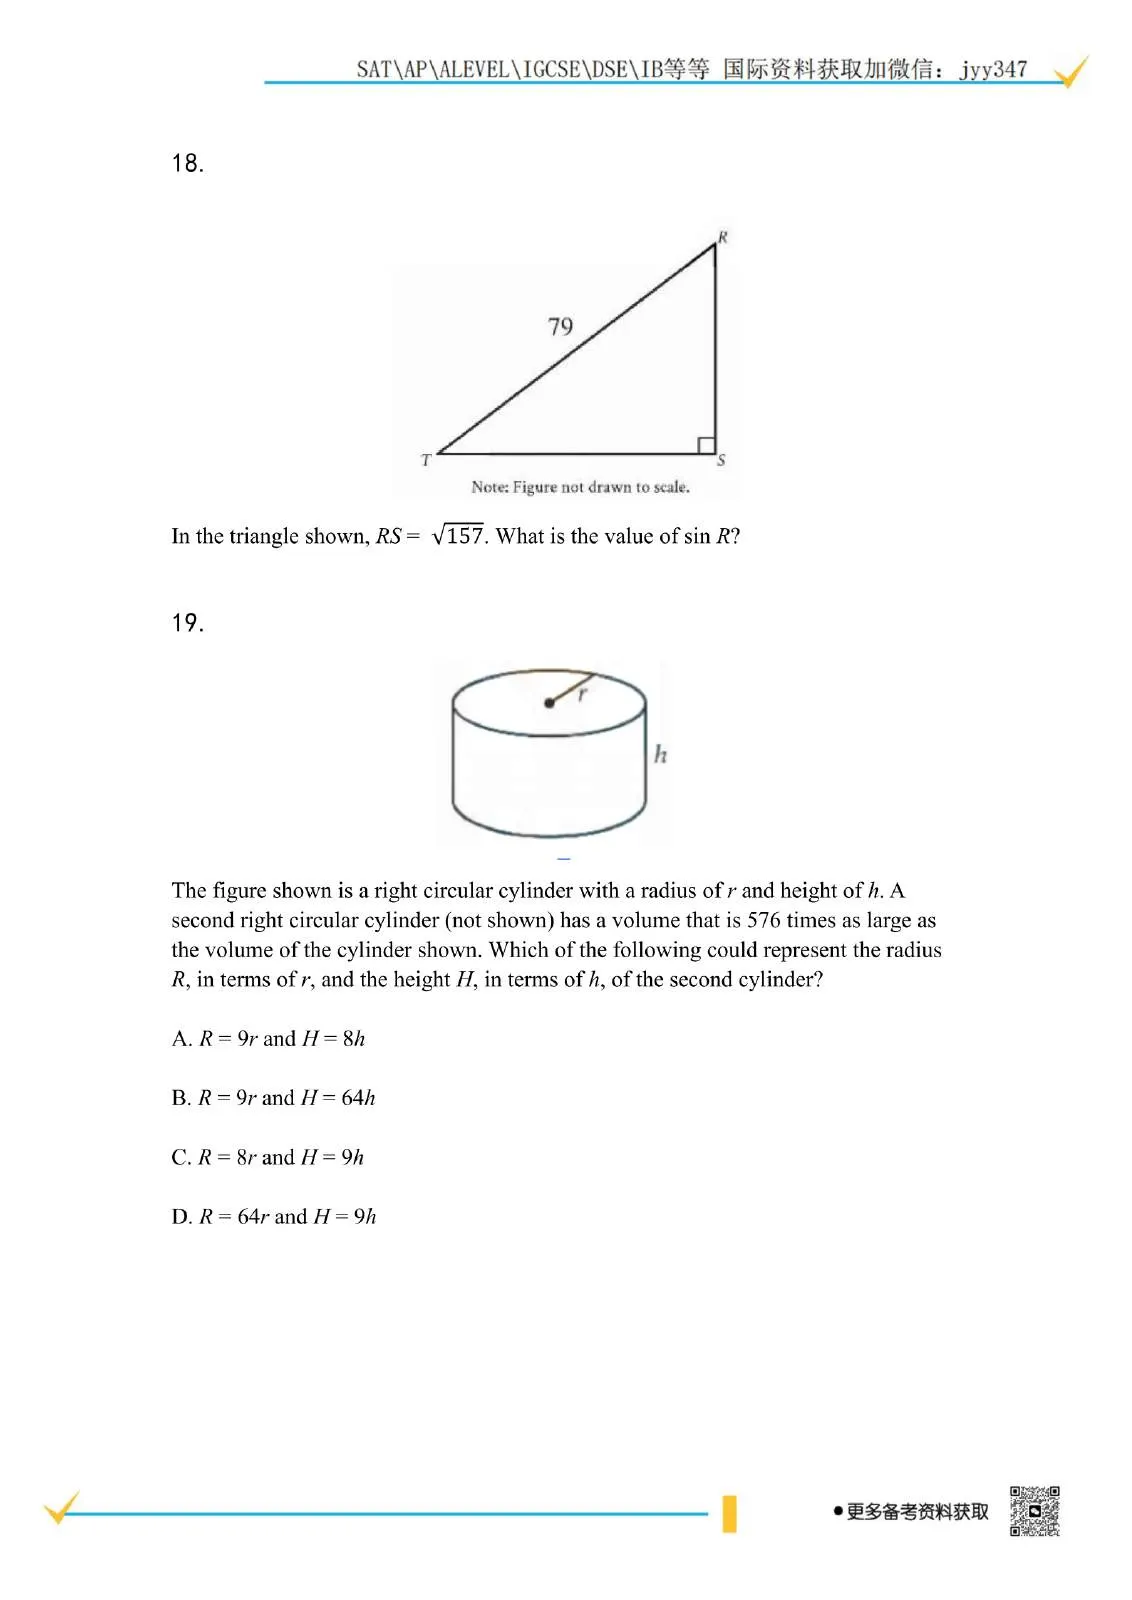 SAT\AP\ALEVEL\IGCSE\DSE\IB等等 国际资料获取加微信：jyy347
18.
R
79
T
S
Note: Figure not drawn to scale.
In the triangle shown, RS = √157. What is the value of sin R?
19.
r
h
The figure shown is a right circular cylinder with a radius of r and height of h. A
second right circular cylinder (not shown) has a volume that is 576 times as large as
the volume of the cylinder shown. Which of the following could represent the radius
R, in terms of r, and the height H, in terms of h, of the second cylinder?
A. R = 9r and H = 8h
B. R = 9r and H = 64h
C. R = 8r and H = 9h
D. R = 64r and H = 9h
●更多备考资料获取